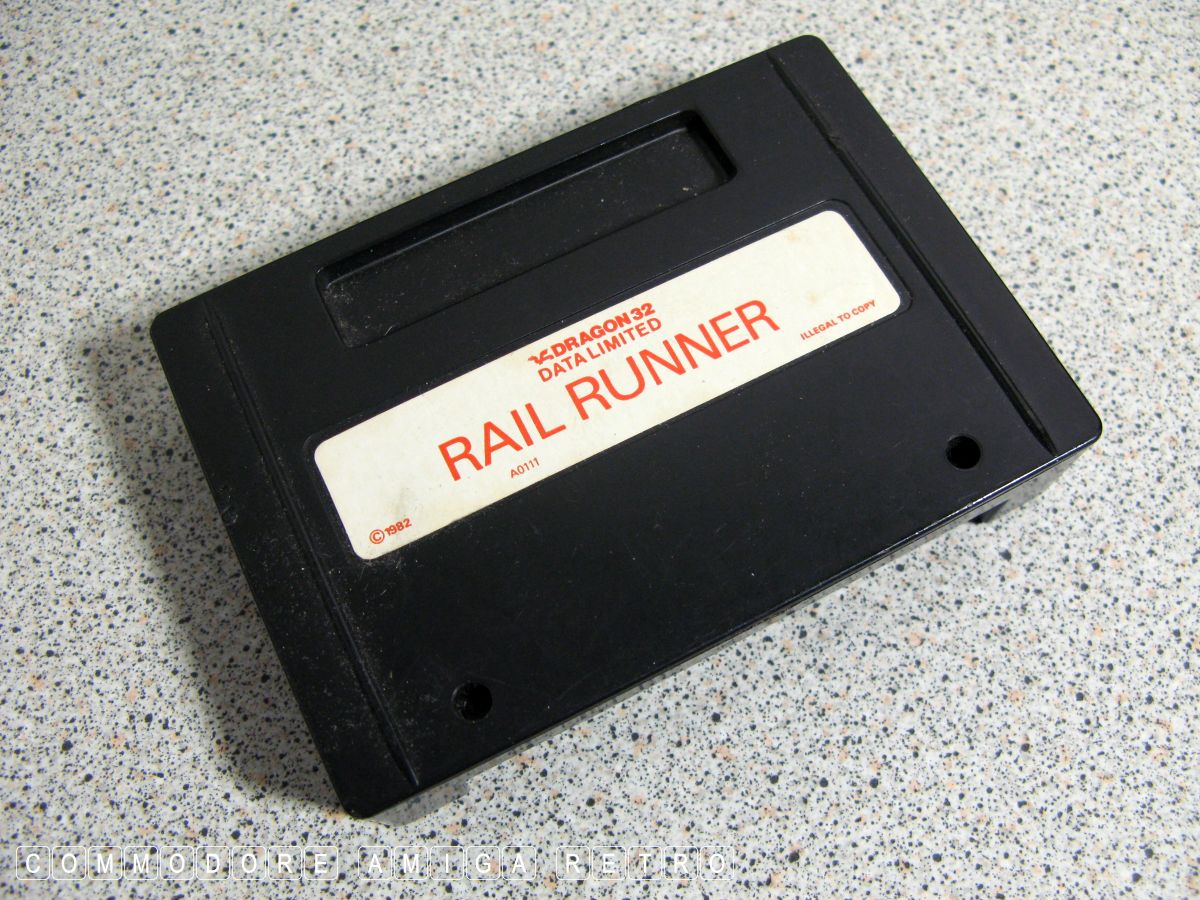 DRAGON 32
DATA LIMITED
RAIL RUNNER
ILLEGAL TO COPY
A0111
©1982
COMMODORE AMIGA RETRO